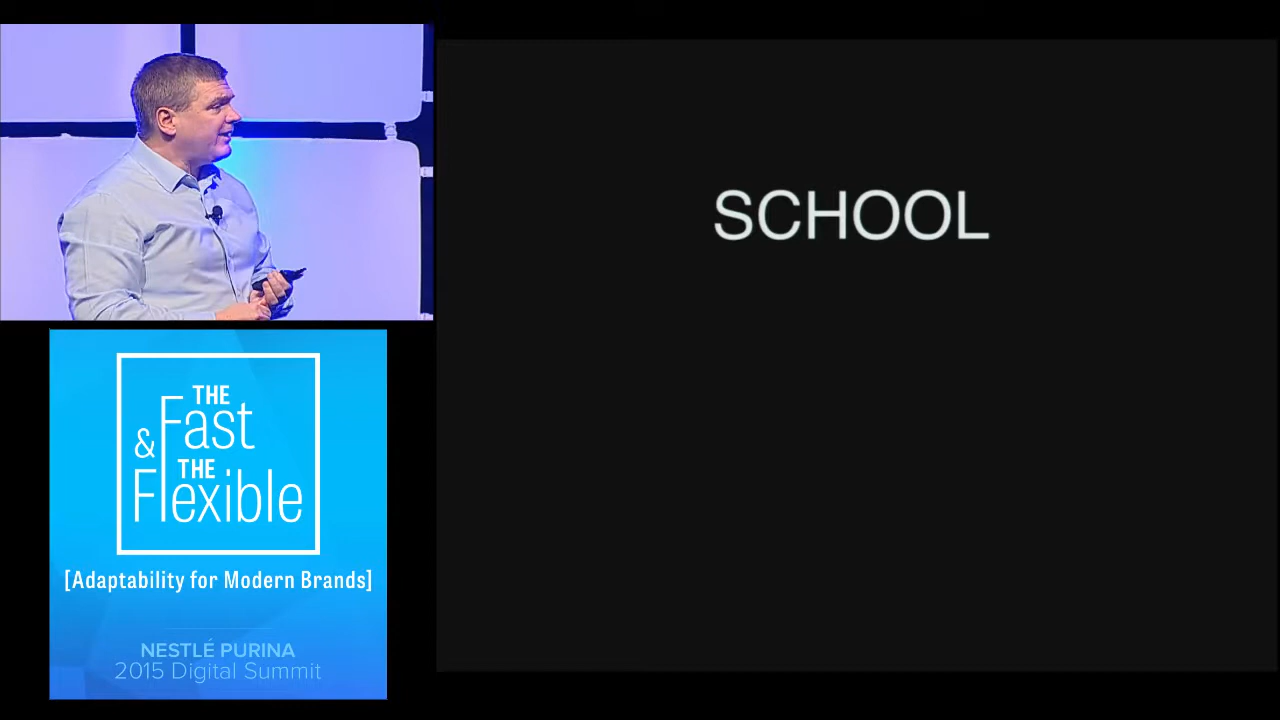 SCHOOL
THE
Fast
&
THE
Flexible
[Adaptability for Modern Brands]
NESTLÉ PURINA
2015 Digital Summit